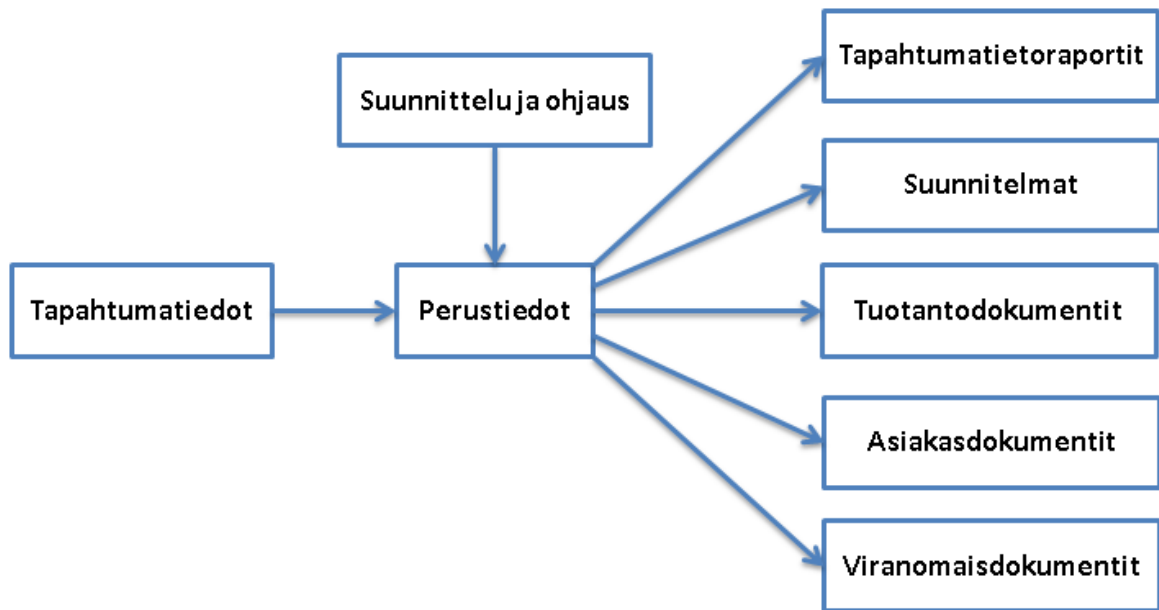 Tapahtumatietoraportit
Suunnittelu ja ohjaus
Suunnitelmat
Tapahtumatiedot
Perustiedot
Tuotantodokumentit
Asiakasdokumentit
Viranomaisdokumentit